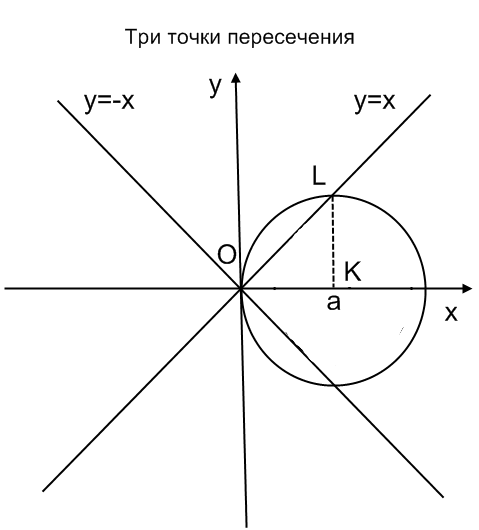 Три точки пересечения
y
y=-x
y=x
L
O
K
a
x